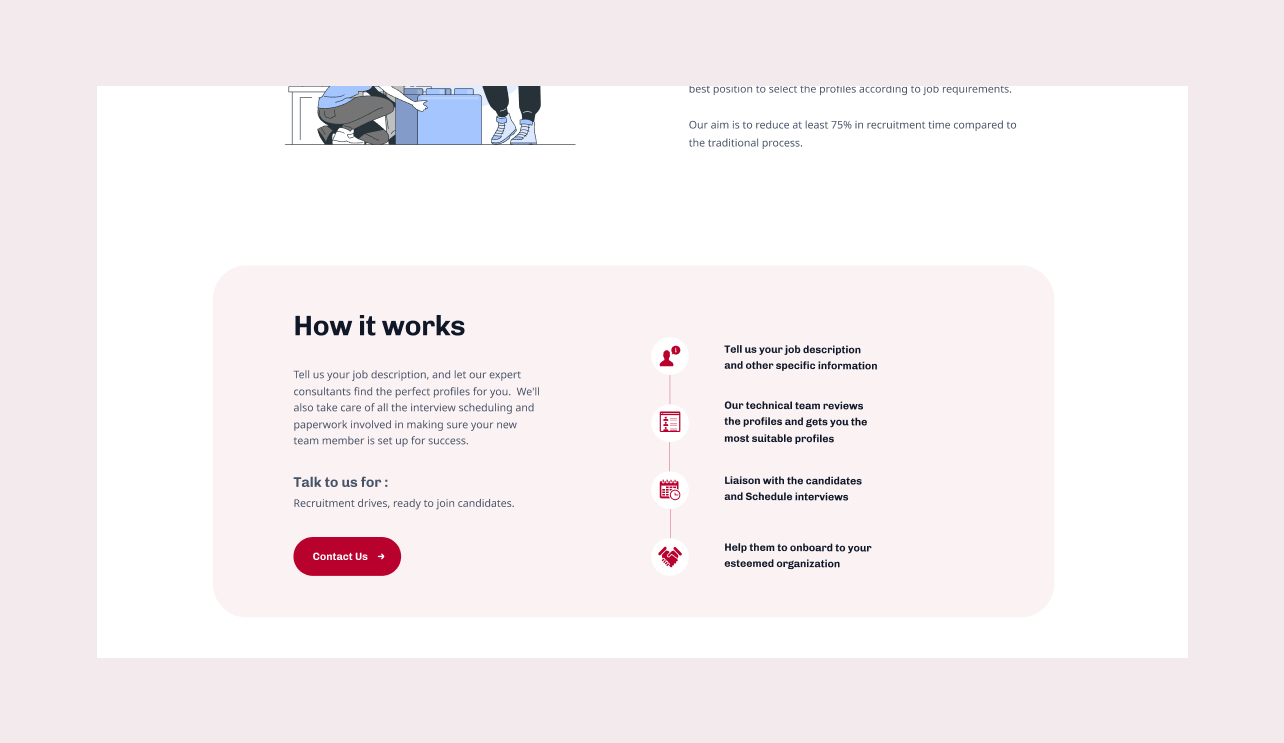 best position to select the profiles according to job requirements.
Our aim is to reduce at least 75% in recruitment time compared to
the traditional process.
How it works
Tell us your job description, and let our expert
consultants find the perfect profiles for you.  We'll
also take care of all the interview scheduling and
paperwork involved in making sure your new
team member is set up for success.
Talk to us for :
Recruitment drives, ready to join candidates.
Contact Us →
Tell us your job description
and other specific information
Our technical team reviews
the profiles and gets you the
most suitable profiles
Liaison with the candidates
and Schedule interviews
Help them to onboard to your
esteemed organization